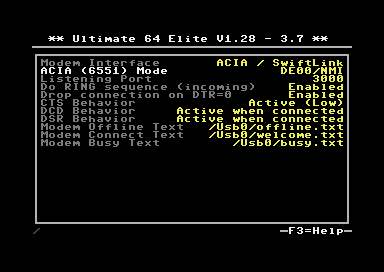 ** Ultimate 64 Elite V1.28 - 3.7 **
Modem Interface ACIA / SwiftLink
ACIA (6551) Mode DE00/NMI
Listening Port 3000
Do RING sequence (incoming) Enabled
Drop connection on DTR=0 Enabled
CTS Behavior Active (Low)
DCD Behavior Active when connected
DSR Behavior Active when connected
Modem Offline Text /Usb0/offline.txt
Modem Connect Text /Usb0/welcome.txt
Modem Busy Text /Usb0/busy.txt
/ F3=Help